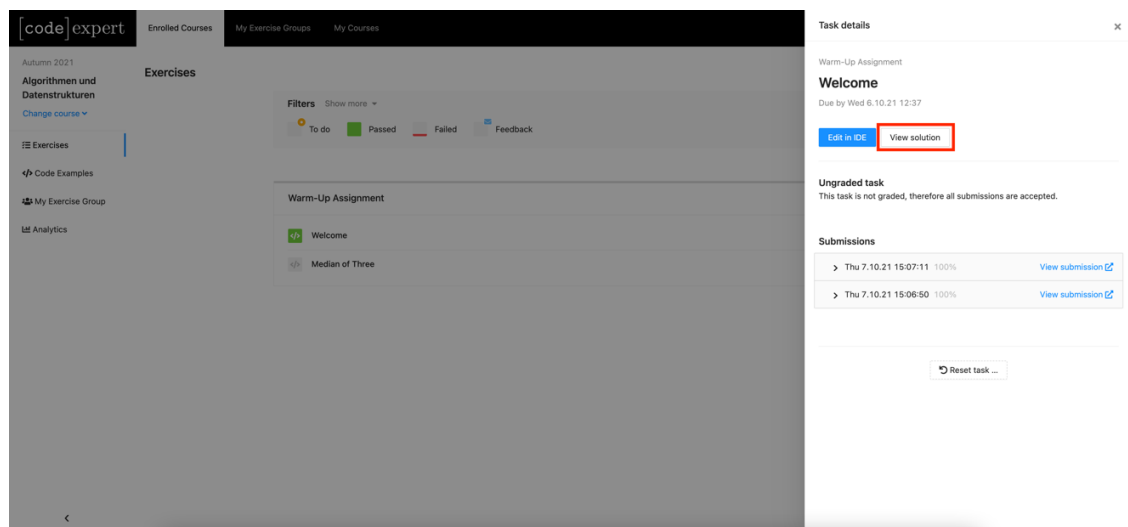 [code]expert
Enrolled Courses
My Exercise Groups
My Courses
Autumn 2021
Algorithmen und
Datenstrukturen
Change course
Exercises
Code Examples
My Exercise Group
Analytics
Exercises
Filters Show more
To do
Passed
Failed
Feedback
Warm-Up Assignment
Welcome
Median of Three
Task details
Warm-Up Assignment
Welcome
Due by Wed 6.10.21 12:37
Edit in IDE
View solution
Ungraded task
This task is not graded, therefore all submissions are accepted.
Submissions
Thu 7.10.21 15:07:11 100% View submission
Thu 7.10.21 15:06:50 100% View submission
Reset task ...